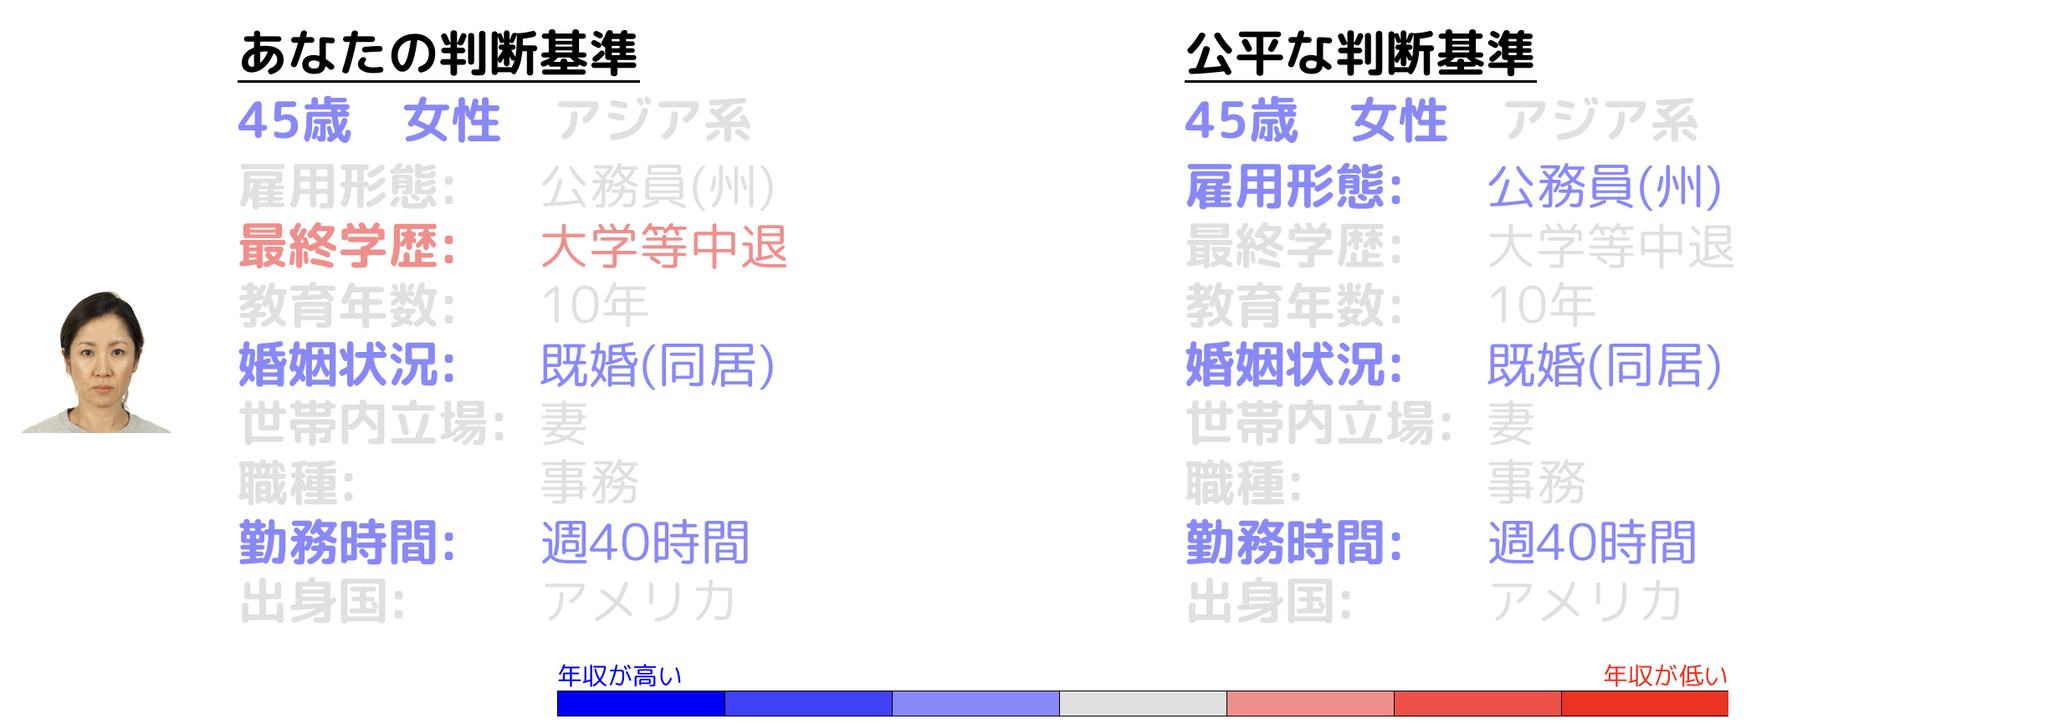 あなたの判断基準
45歳 女性 アジア系
雇用形態: 公務員(州)
最終学歴: 大学等中退
教育年数: 10年
婚姻状況: 既婚(同居)
世帯内立場: 妻
職種: 事務
勤務時間: 週40時間
出身国: アメリカ
公平な判断基準
45歳 女性 アジア系
雇用形態: 公務員(州)
最終学歴: 大学等中退
教育年数: 10年
婚姻状況: 既婚(同居)
世帯内立場: 妻
職種: 事務
勤務時間: 週40時間
出身国: アメリカ
年収が高い
年収が低い